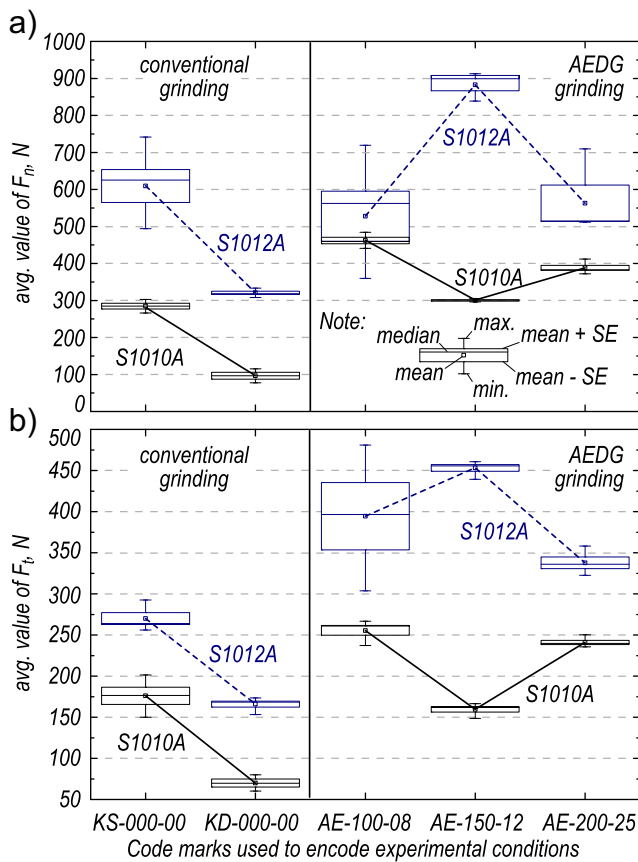 a)
1000
900
800
700
600
500
400
300
200
100
0
avg. value of Fn, N
conventional
grinding
AEDG
grinding
S1012A
S1010A
S1012A
S1010A
Note:
max.
median
mean + SE
mean
mean - SE
min.
b)
500
450
400
350
300
250
200
150
100
50
avg. value of Ft, N
conventional
grinding
AEDG
grinding
S1012A
S1010A
S1012A
S1010A
KS-000-00 KD-000-00 AE-100-08 AE-150-12 AE-200-25
Code marks used to encode experimental conditions